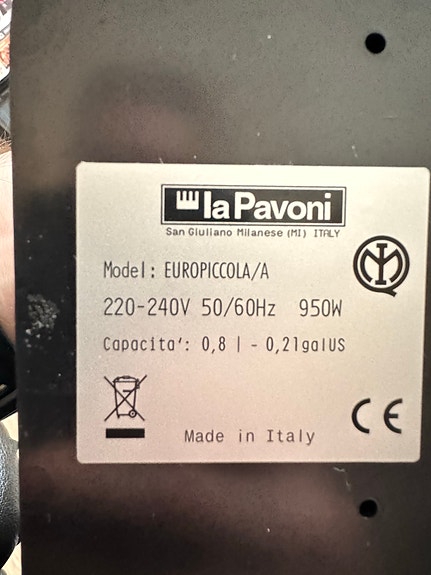 la Pavoni
San Giuliano Milanese (MI) ITALY
Model: EUROPICCOLA/A
220-240V 50/60Hz 950W
Capacita': 0,8 l - 0,21galUS
IMQ
CE
Made in Italy